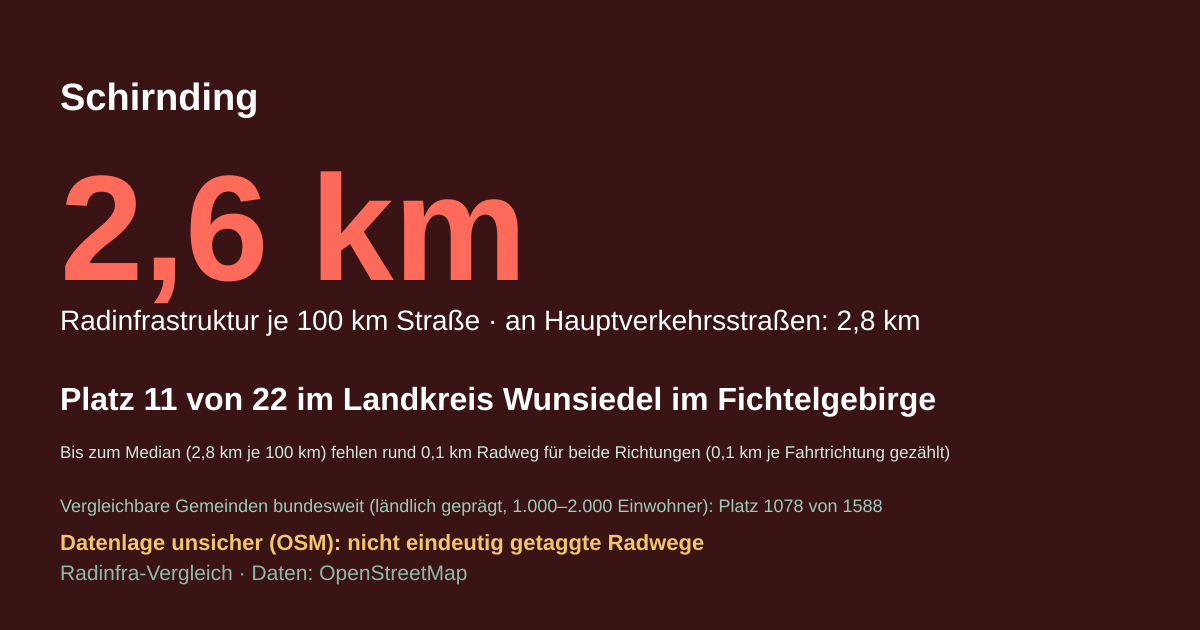 Schirnding
2,6 km
Radinfrastruktur je 100 km Straße · an Hauptverkehrsstraßen: 2,8 km
Platz 11 von 22 im Landkreis Wunsiedel im Fichtelgebirge
Bis zum Median (2,8 km je 100 km) fehlen rund 0,1 km Radweg für beide Richtungen (0,1 km je Fahrtrichtung gezählt)
Vergleichbare Gemeinden bundesweit (ländlich geprägt, 1.000–2.000 Einwohner): Platz 1078 von 1588
Datenlage unsicher (OSM): nicht eindeutig getaggte Radwege
Radinfra-Vergleich · Daten: OpenStreetMap